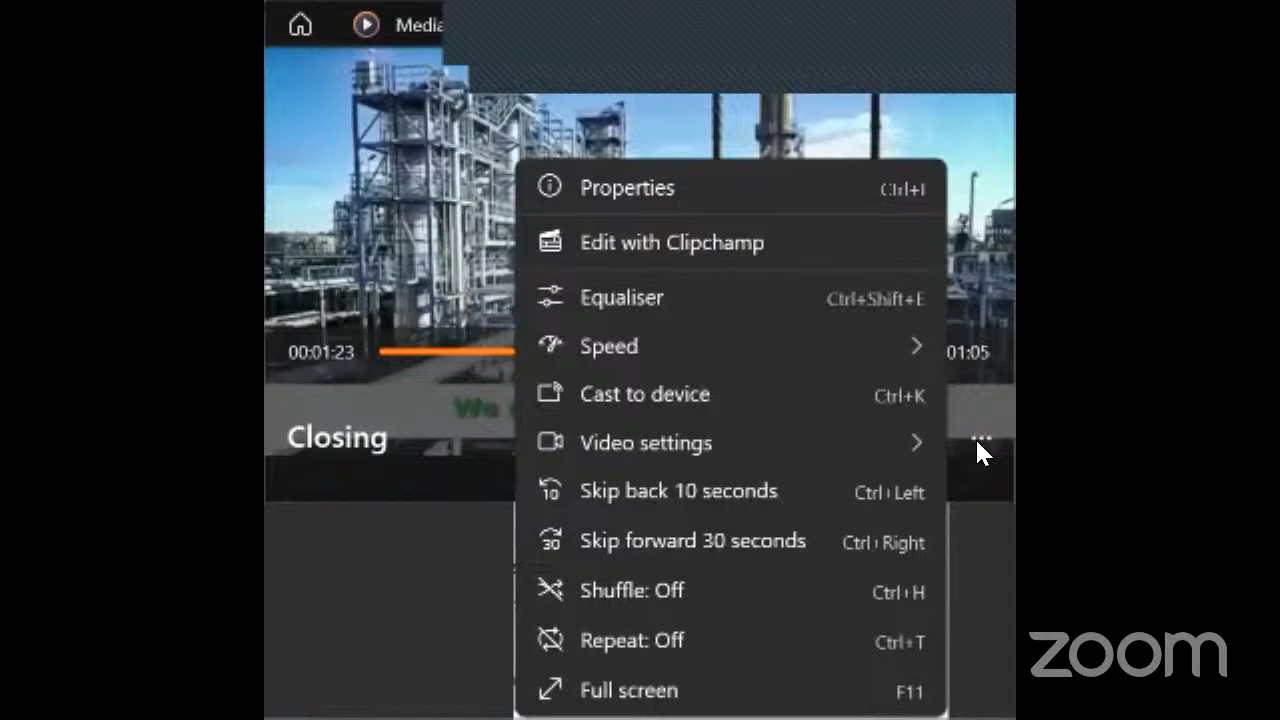 Media
Properties Ctrl+I
Edit with Clipchamp
Equaliser Ctrl+Shift+E
Speed
00:01:23 01:05
Cast to device Ctrl+K
We
Closing
Video settings
Skip back 10 seconds Ctrl+Left
Skip forward 30 seconds Ctrl+Right
Shuffle: Off Ctrl+H
Repeat: Off Ctrl+T
Full screen F11
zoom